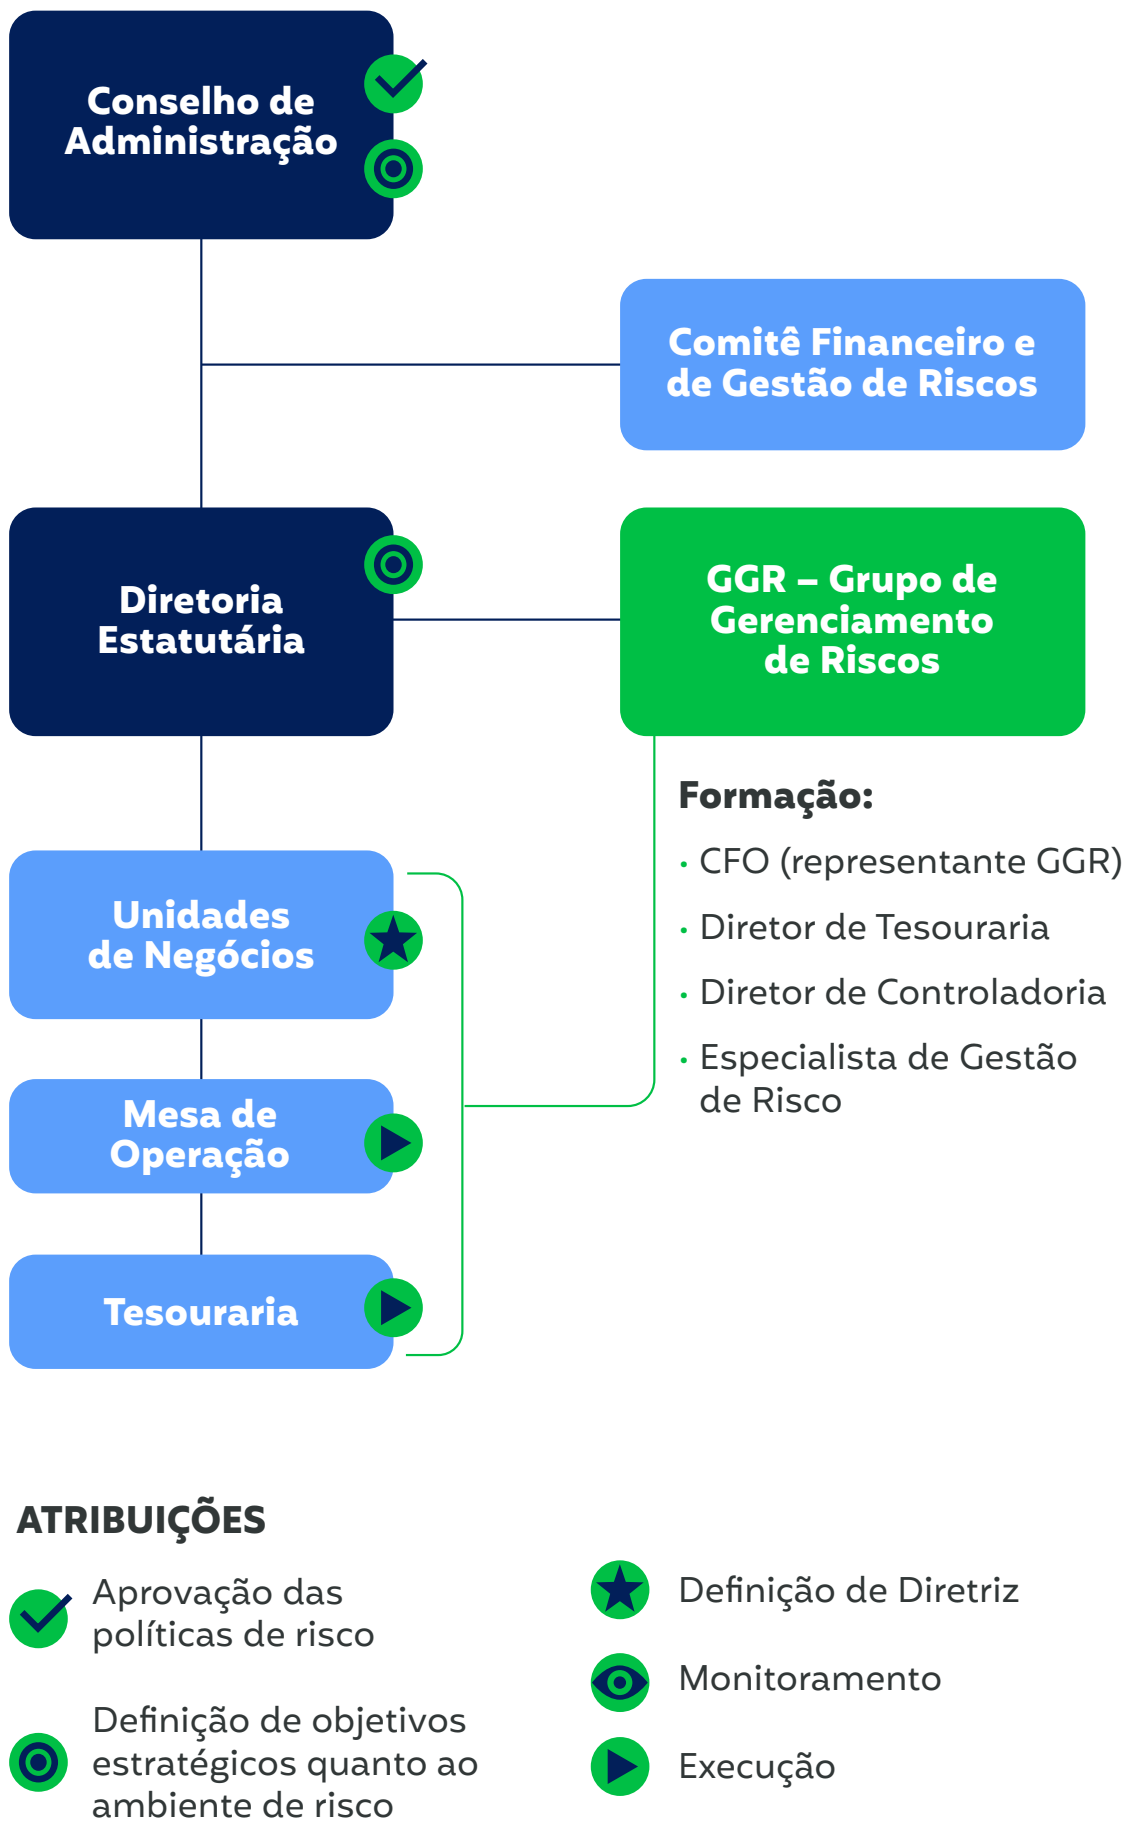 Conselho de
Administração
Comitê Financeiro e
de Gestão de Riscos
Diretoria
Estatutária
GGR – Grupo de
Gerenciamento
de Riscos
Formação:
• CFO (representante GGR)
• Diretor de Tesouraria
• Diretor de Controladoria
• Especialista de Gestão
de Risco
Unidades
de Negócios
Mesa de
Operação
Tesouraria
ATRIBUIÇÕES
Aprovação das
políticas de risco
Definição de objetivos
estratégicos quanto ao
ambiente de risco
Definição de Diretriz
Monitoramento
Execução